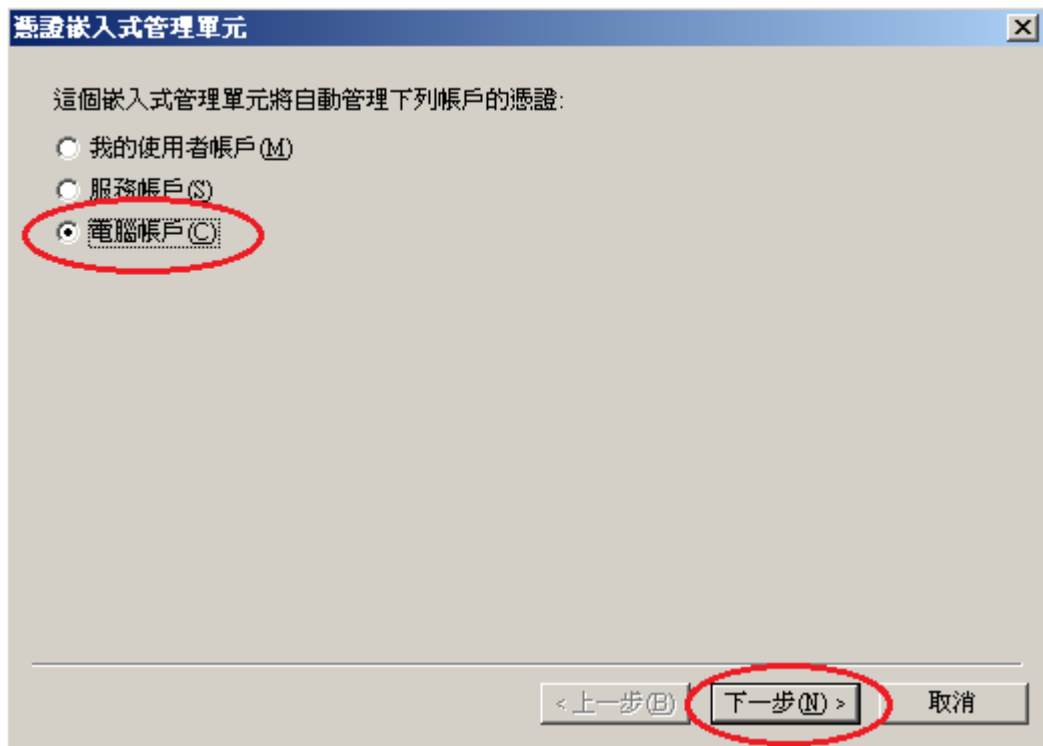 憑證嵌入式管理單元
這個嵌入式管理單元將自動管理下列帳戶的憑證:
我的使用者帳戶(M)
服務帳戶(S)
電腦帳戶(C)
<上一步(B)
下一步(N) >
取消